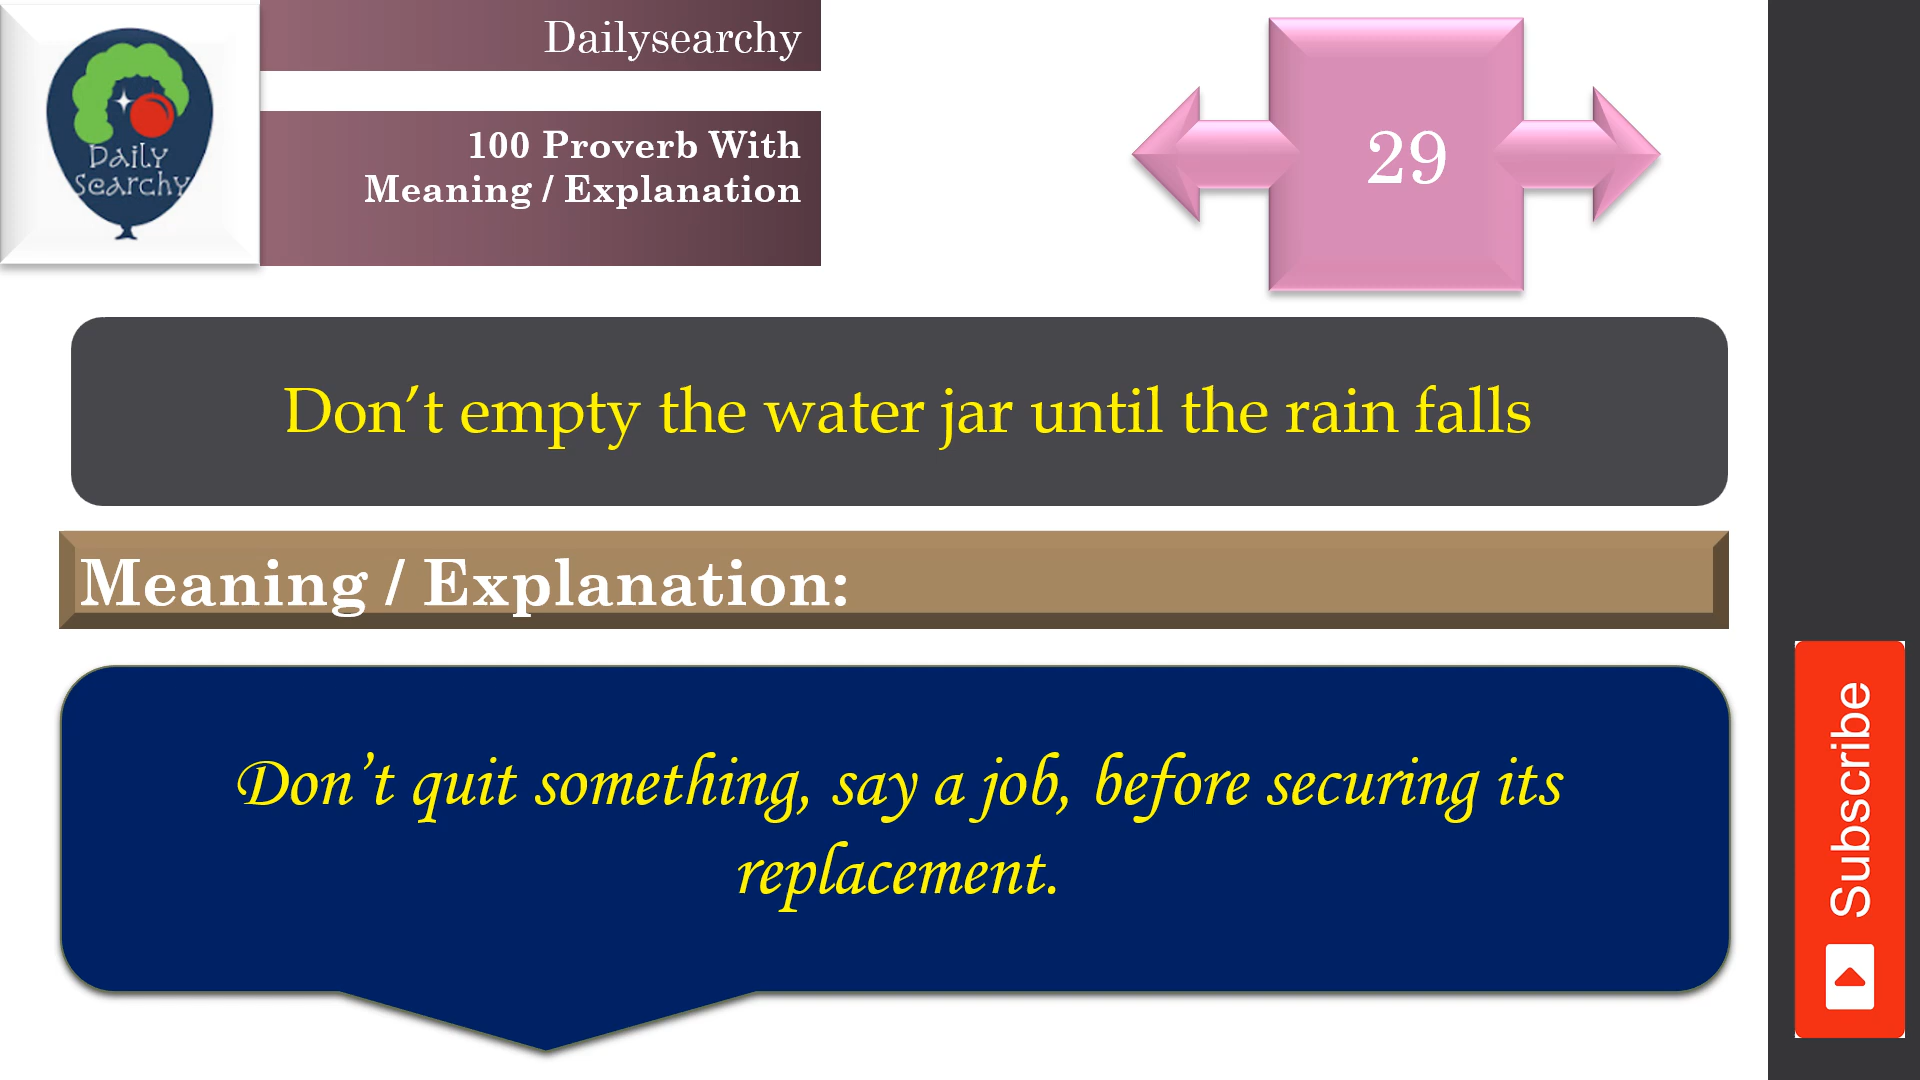 Daily
Searchy
Dailysearchy
100 Proverb With
Meaning / Explanation
29
Don’t empty the water jar until the rain falls
Meaning / Explanation:
Don’t quit something, say a job, before securing its
replacement.
Subscribe